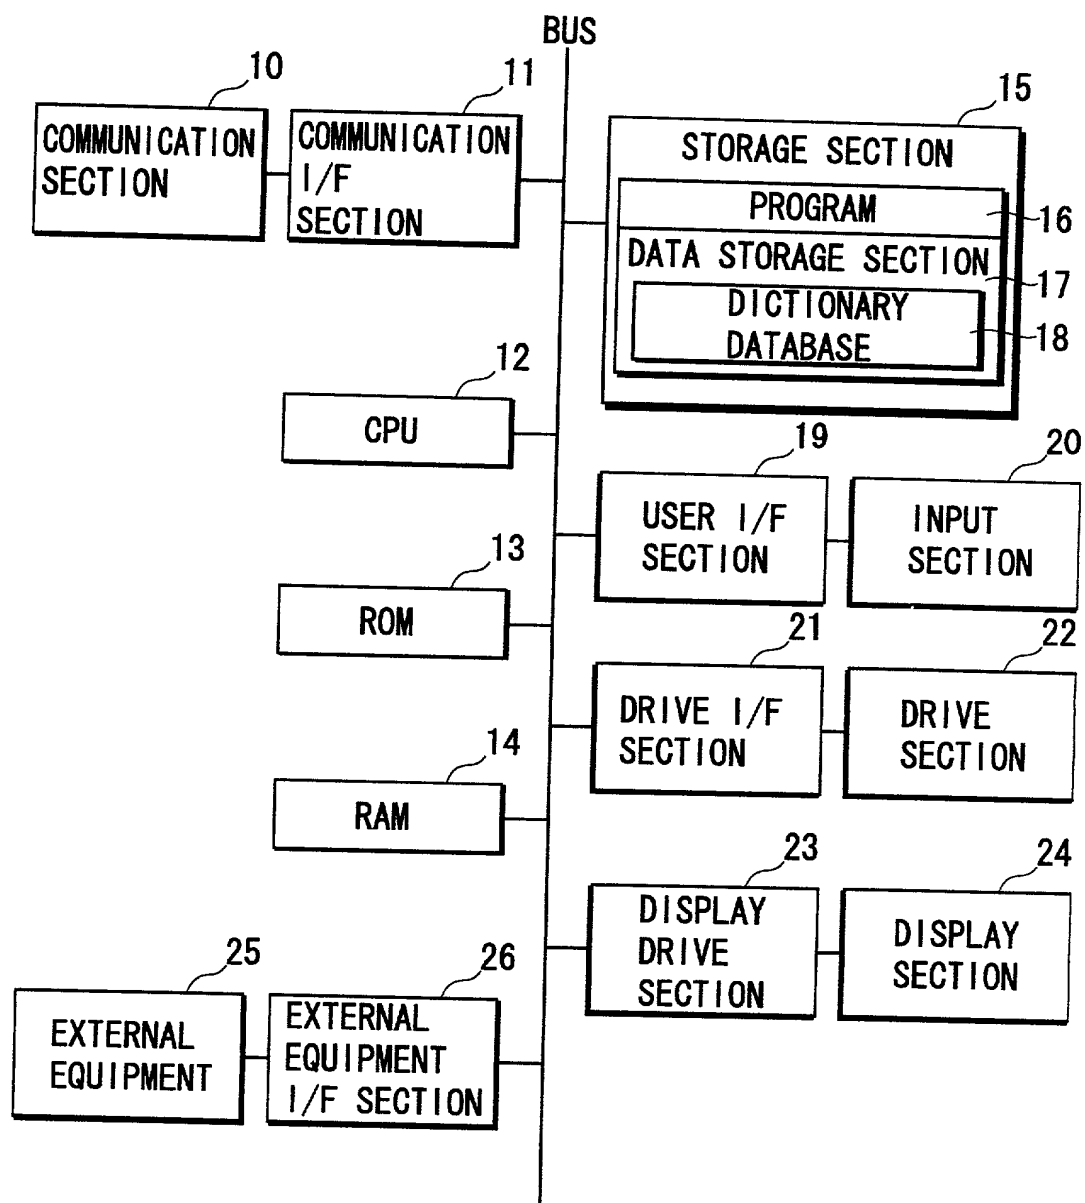 BUS
10
COMMUNICATION
SECTION
11
COMMUNICATION
I/F
SECTION
15
STORAGE SECTION
PROGRAM
16
DATA STORAGE SECTION
17
DICTIONARY
DATABASE
18
12
CPU
19
USER I/F
SECTION
20
INPUT
SECTION
13
ROM
21
DRIVE I/F
SECTION
22
DRIVE
SECTION
14
RAM
23
DISPLAY
DRIVE
SECTION
24
DISPLAY
SECTION
25
EXTERNAL
EQUIPMENT
26
EXTERNAL
EQUIPMENT
I/F SECTION